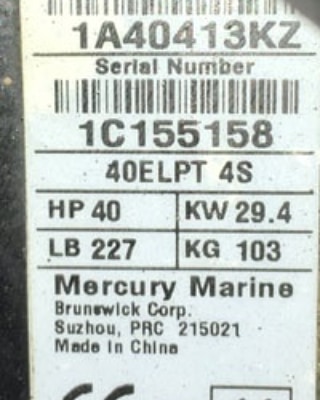 1A40413KZ
Serial Number
1C155158
40ELPT 4S
HP 40 KW 29.4
LB 227 KG 103
Mercury Marine
Brunswick Corp.
Suzhou, PRC 215021
Made In China
CE